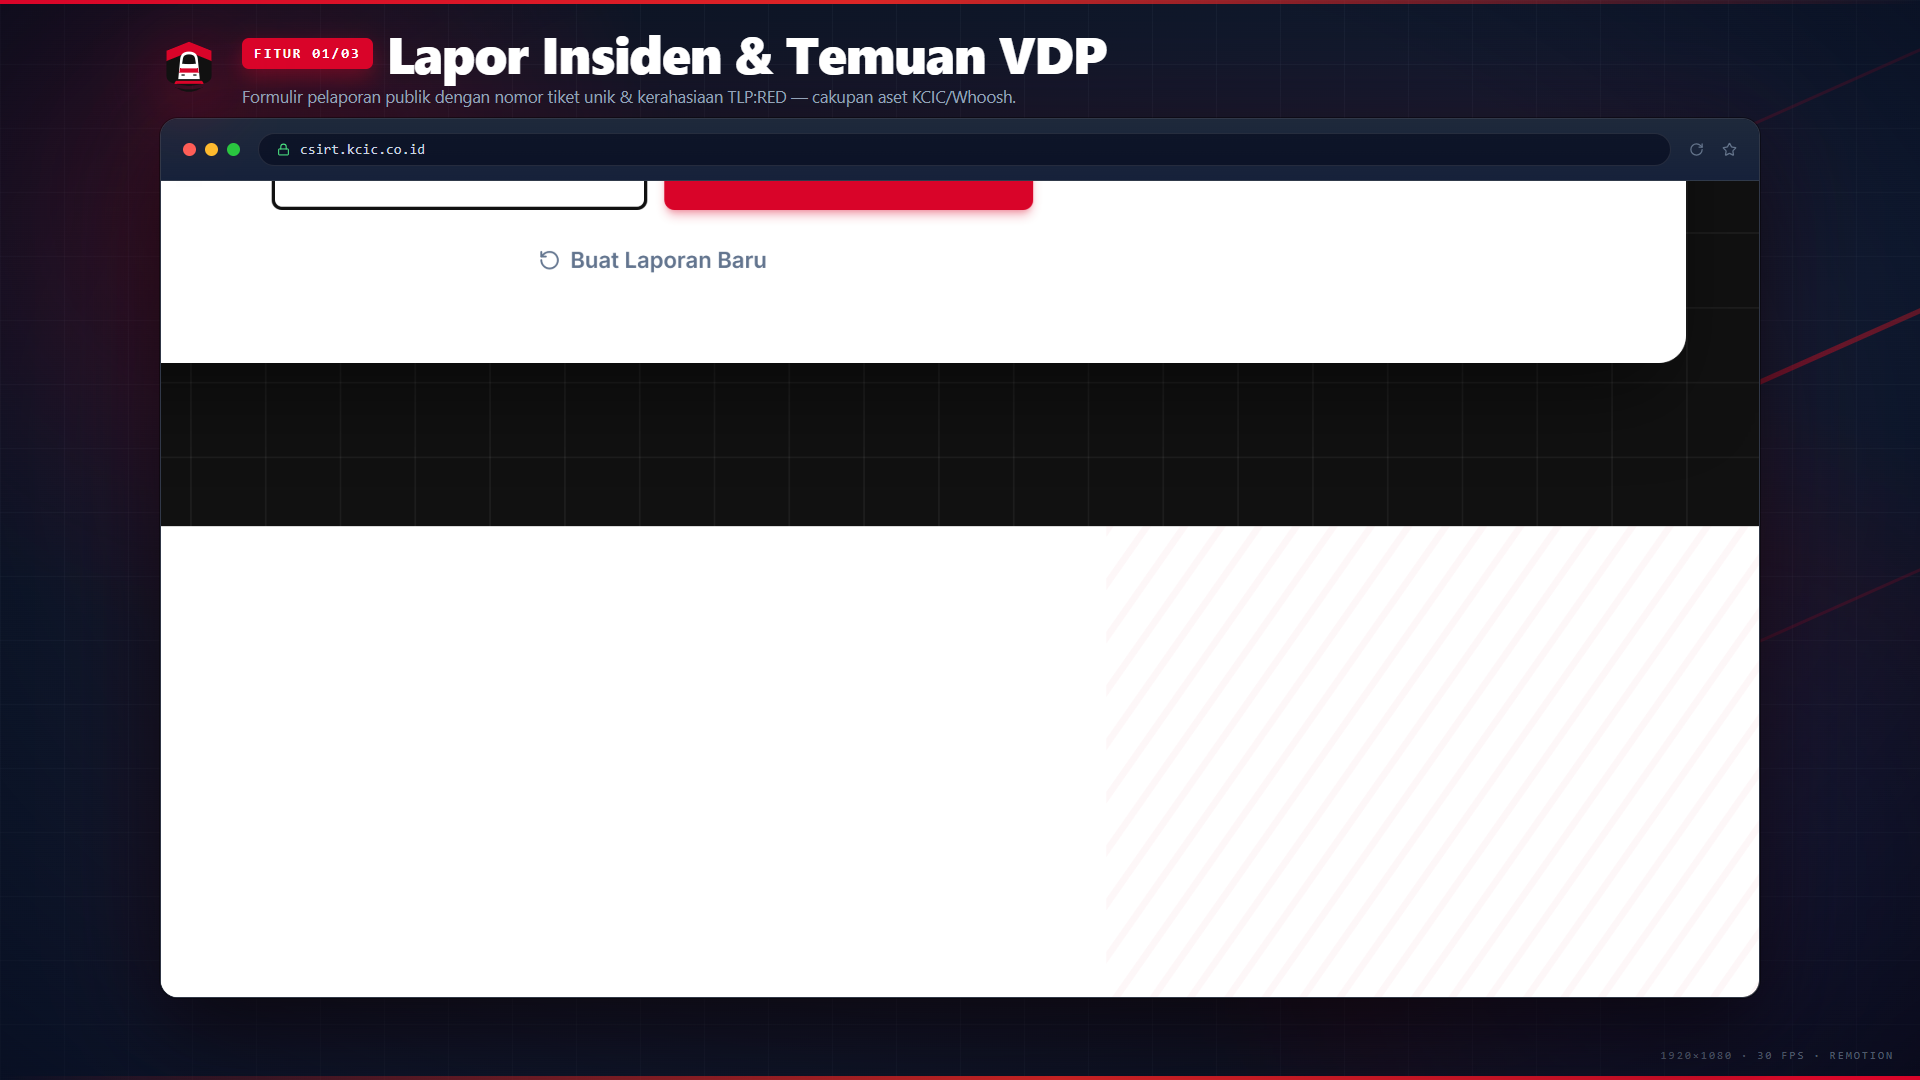 FITUR 01/03
Lapor Insiden & Temuan VDP
Formulir pelaporan publik dengan nomor tiket unik & kerahasiaan TLP:RED — cakupan aset KCIC/Whoosh.
csirt.kcic.co.id
Buat Laporan Baru
1920×1080 · 30 FPS · REMOTION